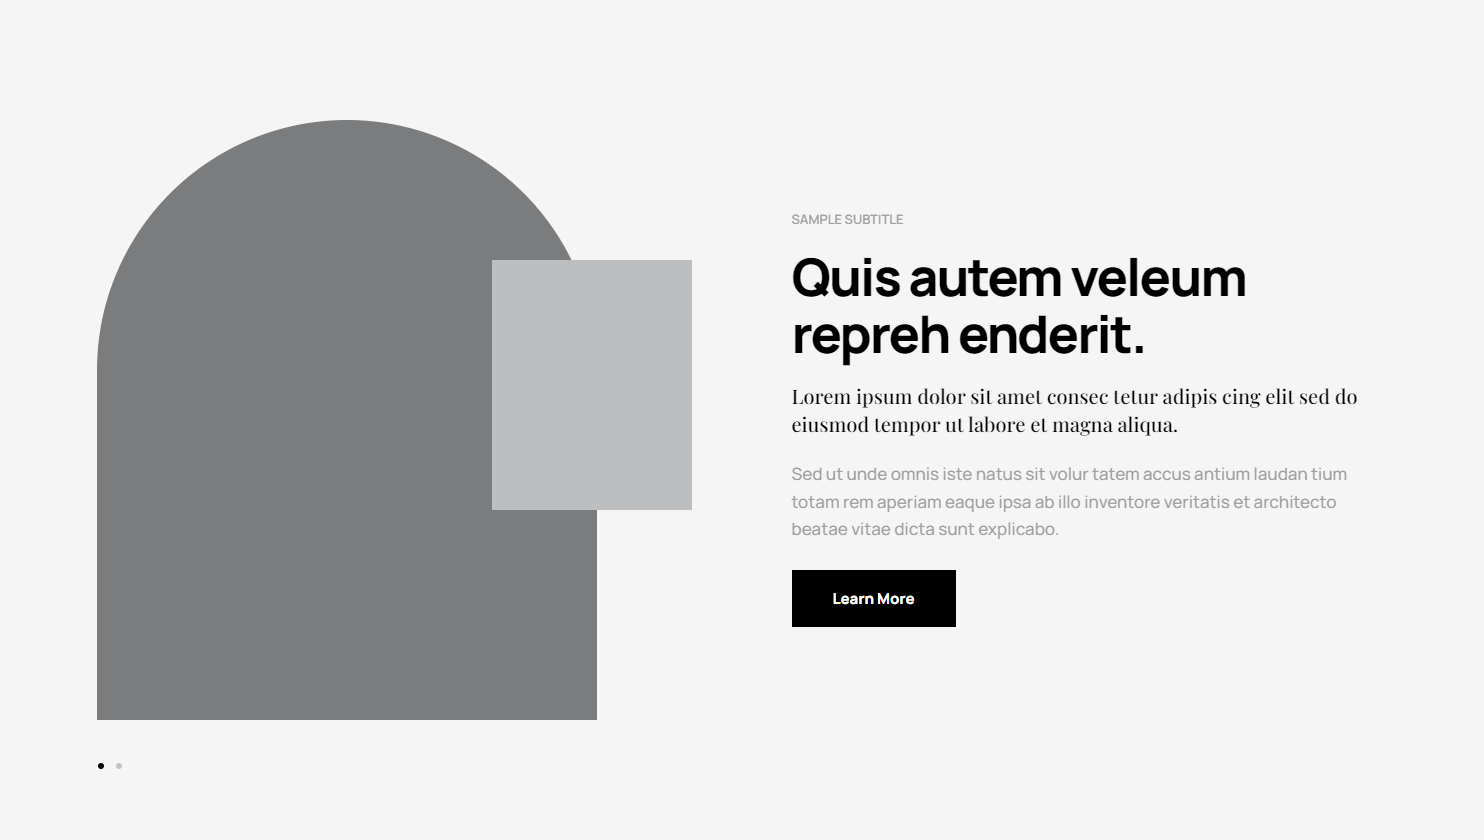 SAMPLE SUBTITLE
Quis autem veleum
repreh enderit.
Lorem ipsum dolor sit amet consec tetur adipis cing elit sed do
eiusmod tempor ut labore et magna aliqua.
Sed ut unde omnis iste natus sit volur tatem accus antium laudan tium
totam rem aperiam eaque ipsa ab illo inventore veritatis et architecto
beatae vitae dicta sunt explicabo.
Learn More